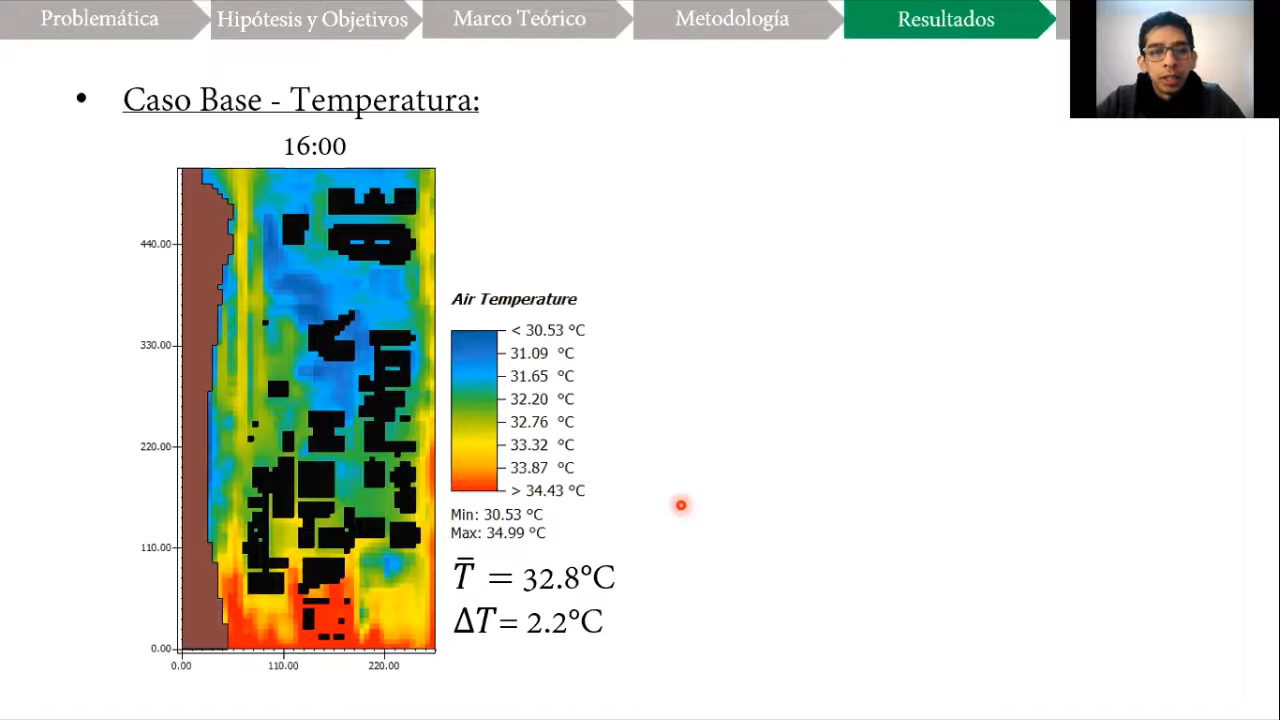 Problemática
Hipótesis y Objetivos
Marco Teórico
Metodología
Resultados
• Caso Base - Temperatura:
16:00
440.00
330.00
220.00
110.00
0.00
0.00 110.00 220.00
Air Temperature
< 30.53 °C
31.09 °C
31.65 °C
32.20 °C
32.76 °C
33.32 °C
33.87 °C
> 34.43 °C
Min: 30.53 °C
Max: 34.99 °C
T̅ = 32.8°C
ΔT = 2.2°C